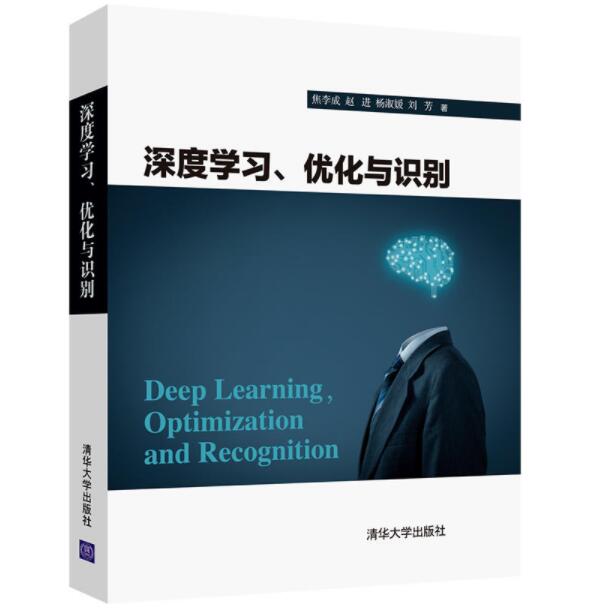 焦李成 赵 进 杨淑媛 刘 芳 著
深度学习、优化与识别
Deep Learning,
Optimization
and Recognition
清华大学出版社
深度学习、优化与识别
清华大学出版社